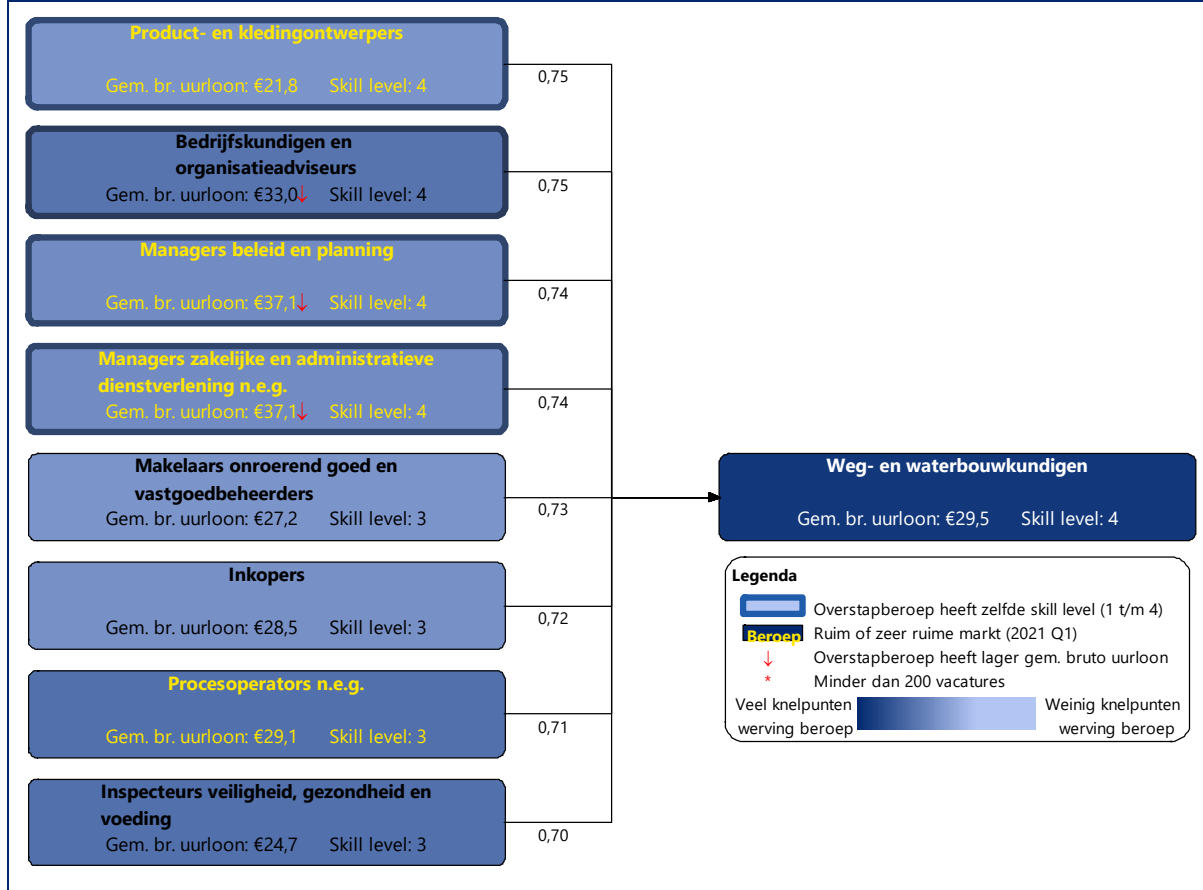 Product- en kledingontwerpers
Gem. br. uurloon: €21,8 Skill level: 4
0,75
Bedrijfskundigen en
organisatieadviseurs
Gem. br. uurloon: €33,0↓ Skill level: 4
0,75
Managers beleid en planning
Gem. br. uurloon: €37,1↓ Skill level: 4
0,74
Managers zakelijke en administratieve
dienstverlening n.e.g.
Gem. br. uurloon: €37,1↓ Skill level: 4
0,74
Makelaars onroerend goed en
vastgoedbeheerders
Gem. br. uurloon: €27,2 Skill level: 3
0,73
Inkopers
Gem. br. uurloon: €28,5 Skill level: 3
0,72
Procesoperators n.e.g.
Gem. br. uurloon: €29,1 Skill level: 3
0,71
Inspecteurs veiligheid, gezondheid en
voeding
Gem. br. uurloon: €24,7 Skill level: 3
0,70
Weg- en waterbouwkundigen
Gem. br. uurloon: €29,5 Skill level: 4
Legenda
Overstapberoep heeft zelfde skill level (1 t/m 4)
Beroep Ruim of zeer ruime markt (2021 Q1)
↓ Overstapberoep heeft lager gem. bruto uurloon
* Minder dan 200 vacatures
Veel knelpunten
werving beroep
Weinig knelpunten
werving beroep